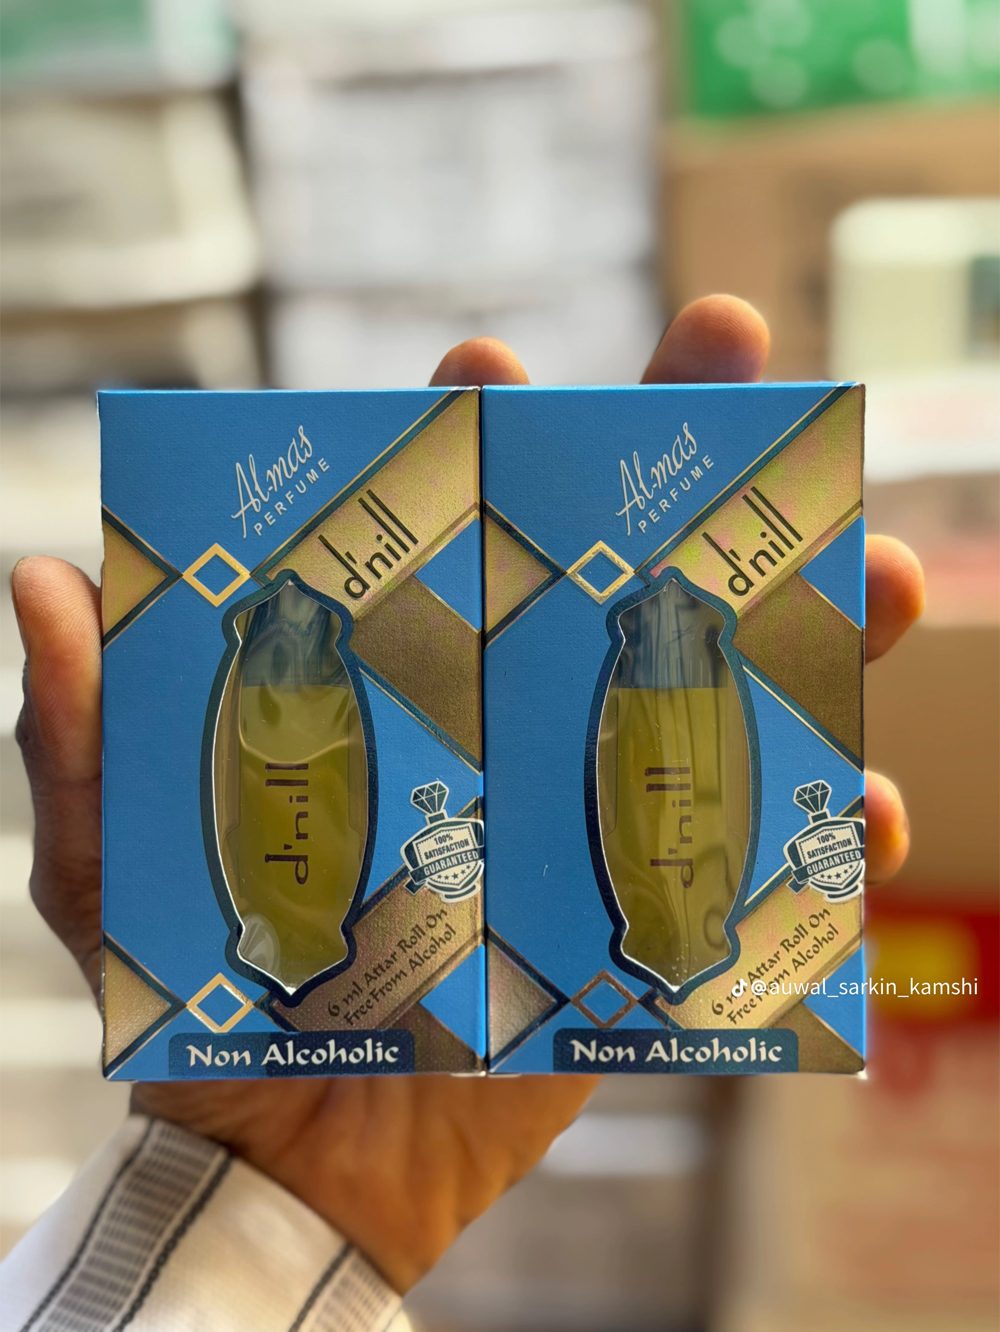 Al-mas
PERFUME
d'nill
d'nill
100%
SATISFACTION
GUARANTEED
6 ml Attar Roll On
Free From Alcohol
Non Alcoholic
Al-mas
PERFUME
d'nill
d'nill
100%
SATISFACTION
GUARANTEED
6 ml Attar Roll On
Free From Alcohol
Non Alcoholic
@auwal_sarkin_kamshi